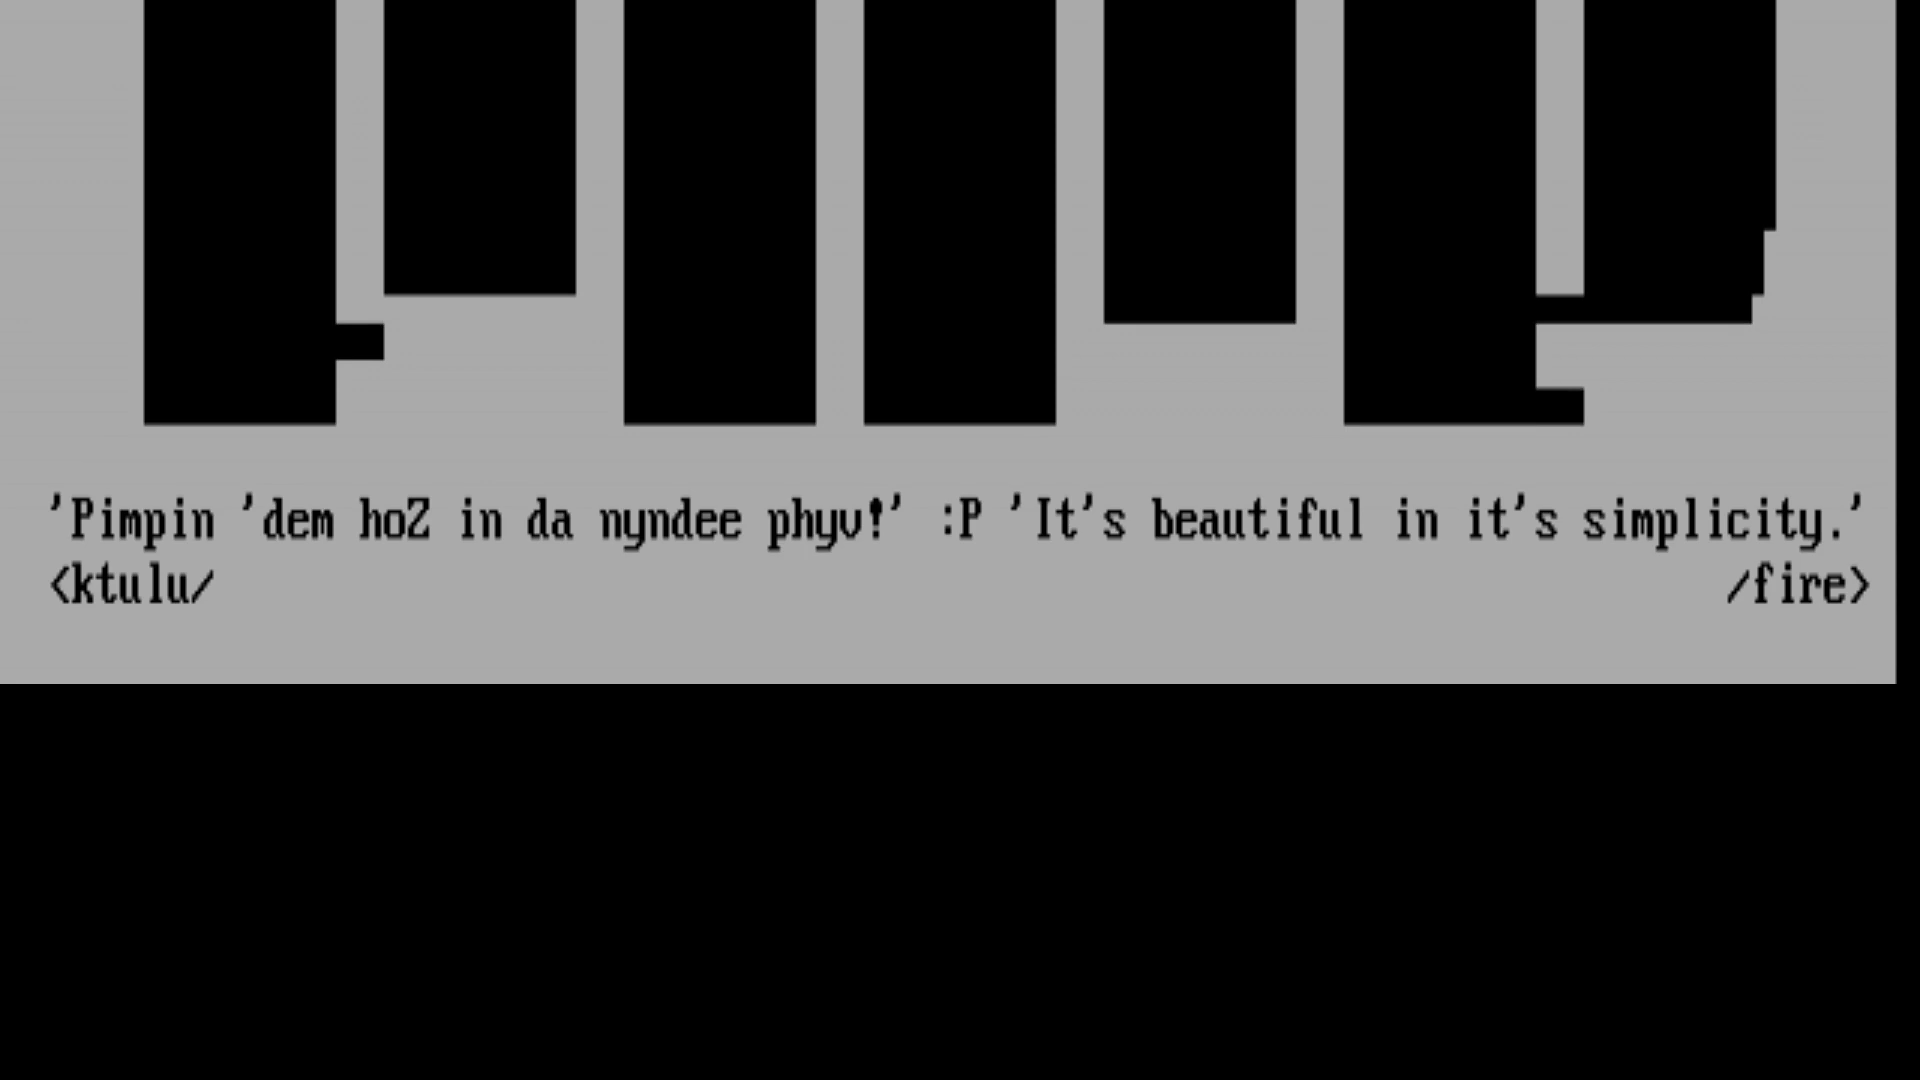 'Pimpin 'dem hoZ in da nyndee phyv!' :P 'It's beautiful in it's simplicity.'
<ktulu/ /fire>